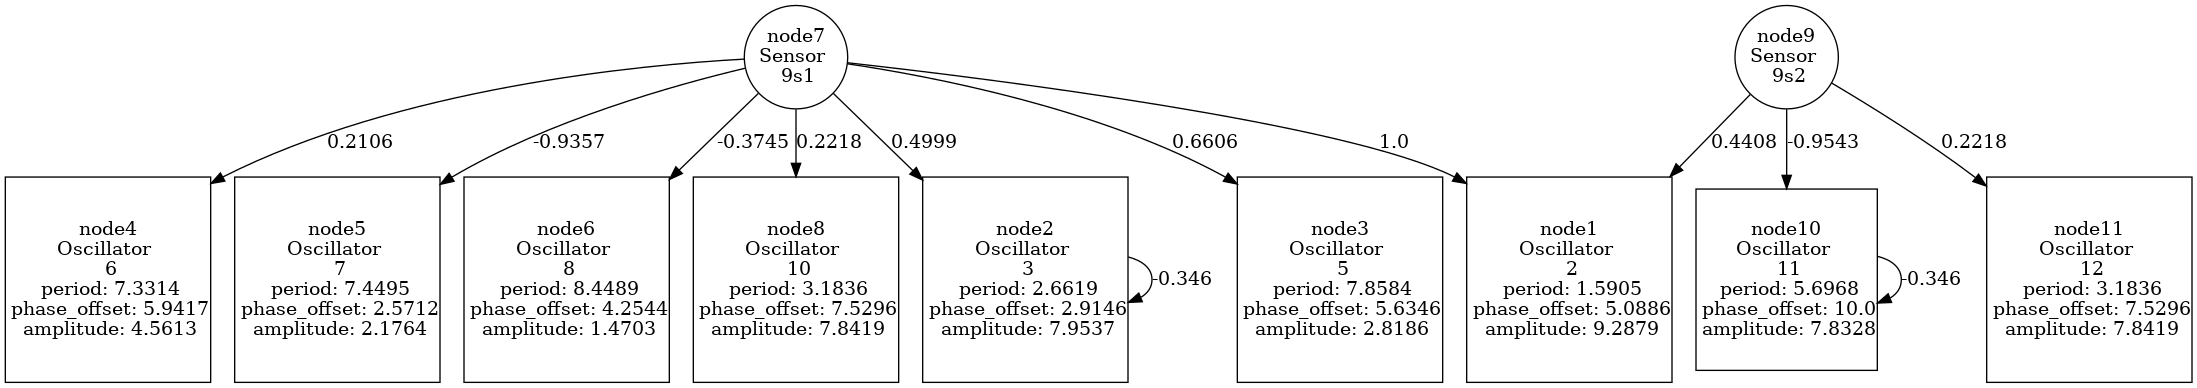 node7
Sensor
9s1
node9
Sensor
9s2
0.2106
-0.9357
-0.3745
0.2218
0.4999
0.6606
1.0
0.4408
-0.9543
0.2218
node4
Oscillator
6
period: 7.3314
phase_offset: 5.9417
amplitude: 4.5613
node5
Oscillator
7
period: 7.4495
phase_offset: 2.5712
amplitude: 2.1764
node6
Oscillator
8
period: 8.4489
phase_offset: 4.2544
amplitude: 1.4703
node8
Oscillator
10
period: 3.1836
phase_offset: 7.5296
amplitude: 7.8419
node2
Oscillator
3
period: 2.6619
phase_offset: 2.9146
amplitude: 7.9537
-0.346
node3
Oscillator
5
period: 7.8584
phase_offset: 5.6346
amplitude: 2.8186
node1
Oscillator
2
period: 1.5905
phase_offset: 5.0886
amplitude: 9.2879
node10
Oscillator
11
period: 5.6968
phase_offset: 10.0
amplitude: 7.8328
-0.346
node11
Oscillator
12
period: 3.1836
phase_offset: 7.5296
amplitude: 7.8419